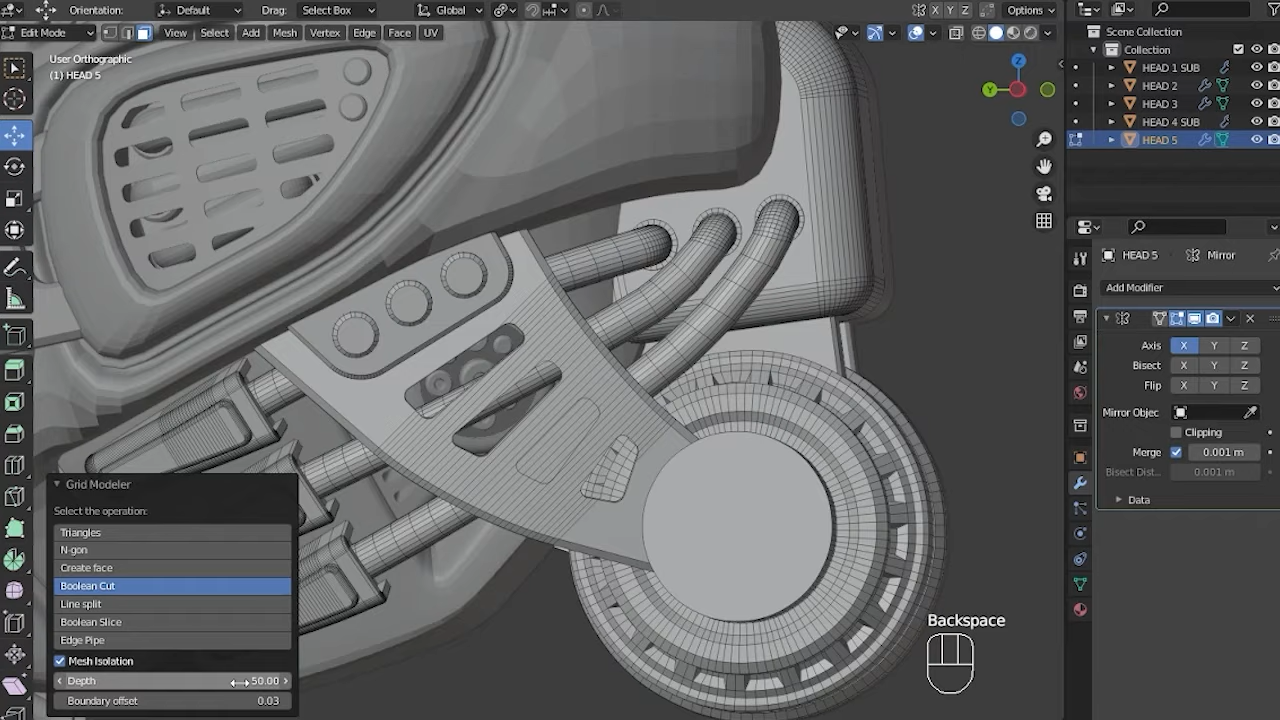 Orientation: Default Drag: Select Box Global X Y Z Options
Edit Mode View Select Add Mesh Vertex Edge Face UV
User Orthographic
(1) HEAD 5
Z
Y
Scene Collection
Collection
HEAD 1 SUB
HEAD 2
HEAD 3
HEAD 4 SUB
HEAD 5
HEAD 5 Mirror
Add Modifier
Axis X Y Z
Bisect X Y Z
Flip X Y Z
Mirror Objec
Clipping
Merge 0.001 m
Bisect Dist... 0.001 m
Data
Grid Modeler
Select the operation:
Triangles
N-gon
Create face
Boolean Cut
Line split
Boolean Slice
Edge Pipe
Mesh Isolation
Depth 50.00
Boundary offset 0.03
Backspace